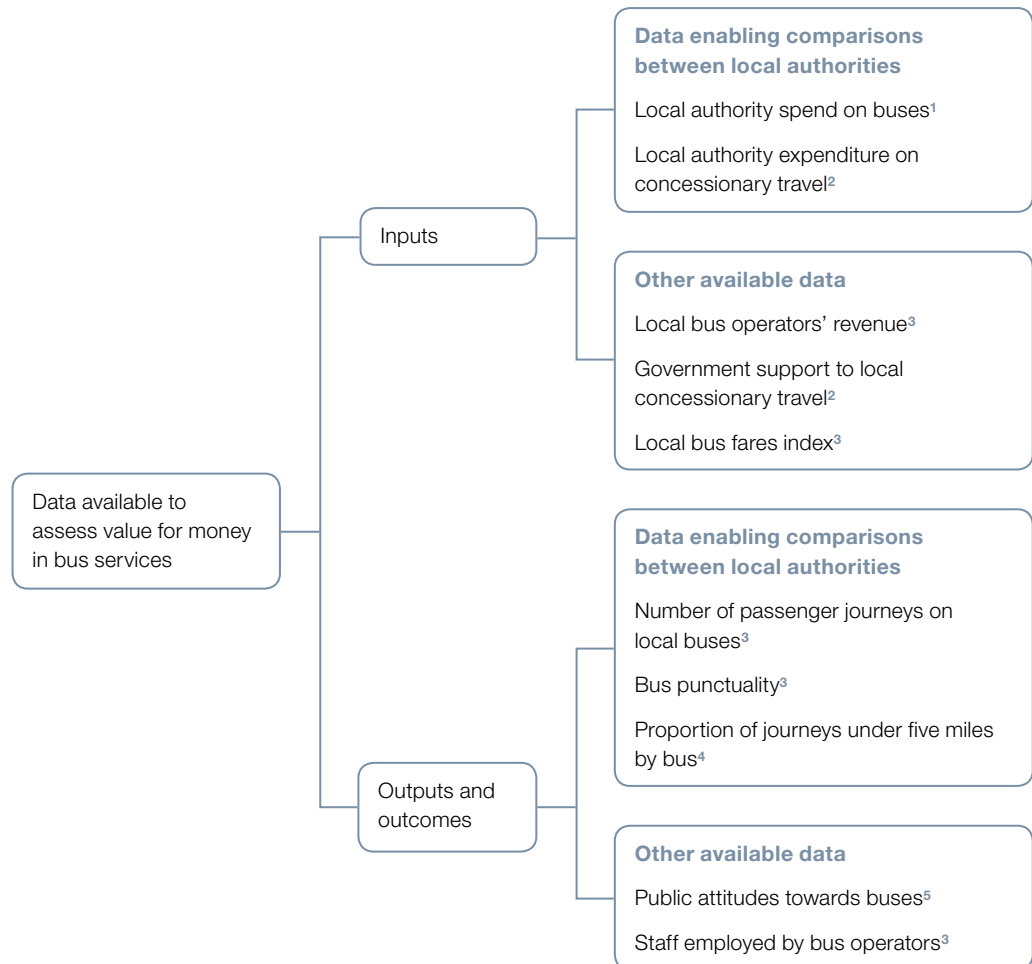 Data available to
assess value for money
in bus services
Inputs
Data enabling comparisons
between local authorities
Local authority spend on buses¹
Local authority expenditure on
concessionary travel²
Other available data
Local bus operators’ revenue³
Government support to local
concessionary travel²
Local bus fares index³
Outputs and
outcomes
Data enabling comparisons
between local authorities
Number of passenger journeys on
local buses³
Bus punctuality³
Proportion of journeys under five miles
by bus⁴
Other available data
Public attitudes towards buses⁵
Staff employed by bus operators³